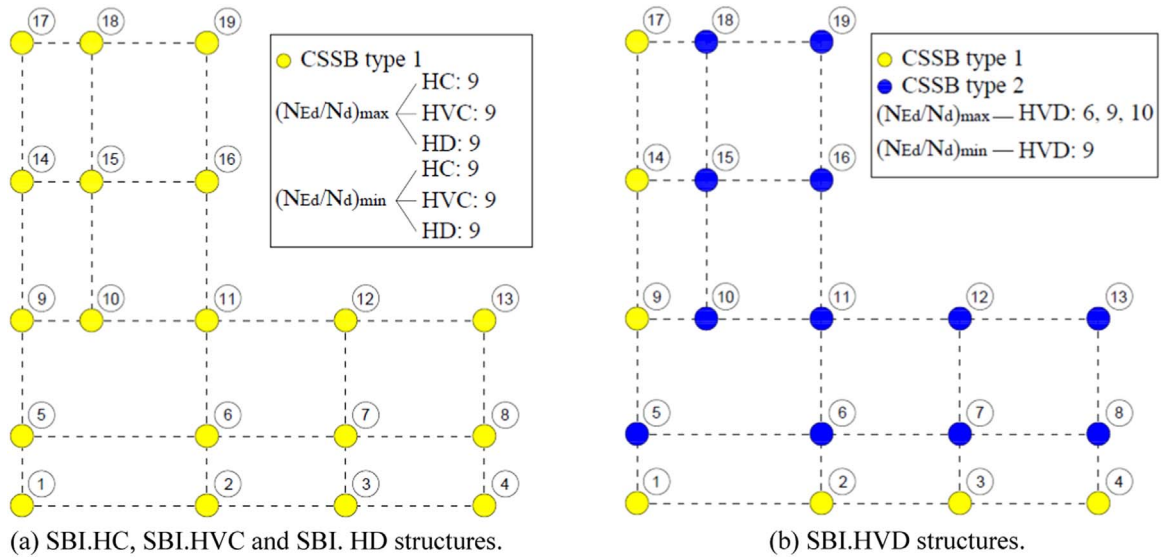 17 18 19
CSSB type 1
(NEd/Nd)max
HC: 9
HVC: 9
HD: 9
(NEd/Nd)min
HC: 9
HVC: 9
HD: 9
14 15 16
9 10 11 12 13
5 6 7 8
1 2 3 4
(a) SBI.HC, SBI.HVC and SBI. HD structures.
17 18 19
CSSB type 1
CSSB type 2
(NEd/Nd)max — HVD: 6, 9, 10
(NEd/Nd)min — HVD: 9
14 15 16
9 10 11 12 13
5 6 7 8
1 2 3 4
(b) SBI.HVD structures.